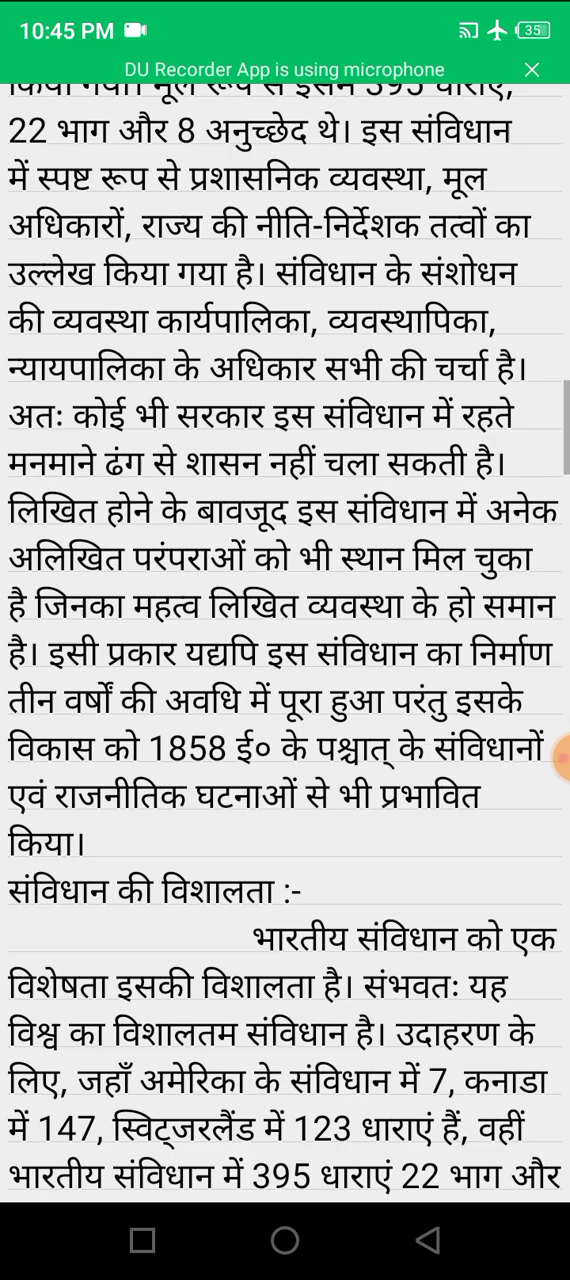 10:45 PM
35
DU Recorder App is using microphone
किया गया। मूल रूप से इसमें 395 धाराएं,
22 भाग और 8 अनुच्छेद थे। इस संविधान
में स्पष्ट रूप से प्रशासनिक व्यवस्था, मूल
अधिकारों, राज्य की नीति-निर्देशक तत्वों का
उल्लेख किया गया है। संविधान के संशोधन
की व्यवस्था कार्यपालिका, व्यवस्थापिका,
न्यायपालिका के अधिकार सभी की चर्चा है।
अतः कोई भी सरकार इस संविधान में रहते
मनमाने ढंग से शासन नहीं चला सकती है।
लिखित होने के बावजूद इस संविधान में अनेक
अलिखित परंपराओं को भी स्थान मिल चुका
है जिनका महत्व लिखित व्यवस्था के हो समान
है। इसी प्रकार यद्यपि इस संविधान का निर्माण
तीन वर्षों की अवधि में पूरा हुआ परंतु इसके
विकास को 1858 ई० के पश्चात् के संविधानों
एवं राजनीतिक घटनाओं से भी प्रभावित
किया।
संविधान की विशालता :-
भारतीय संविधान को एक
विशेषता इसकी विशालता है। संभवतः यह
विश्व का विशालतम संविधान है। उदाहरण के
लिए, जहाँ अमेरिका के संविधान में 7, कनाडा
में 147, स्विट्जरलैंड में 123 धाराएं हैं, वहीं
भारतीय संविधान में 395 धाराएं 22 भाग और